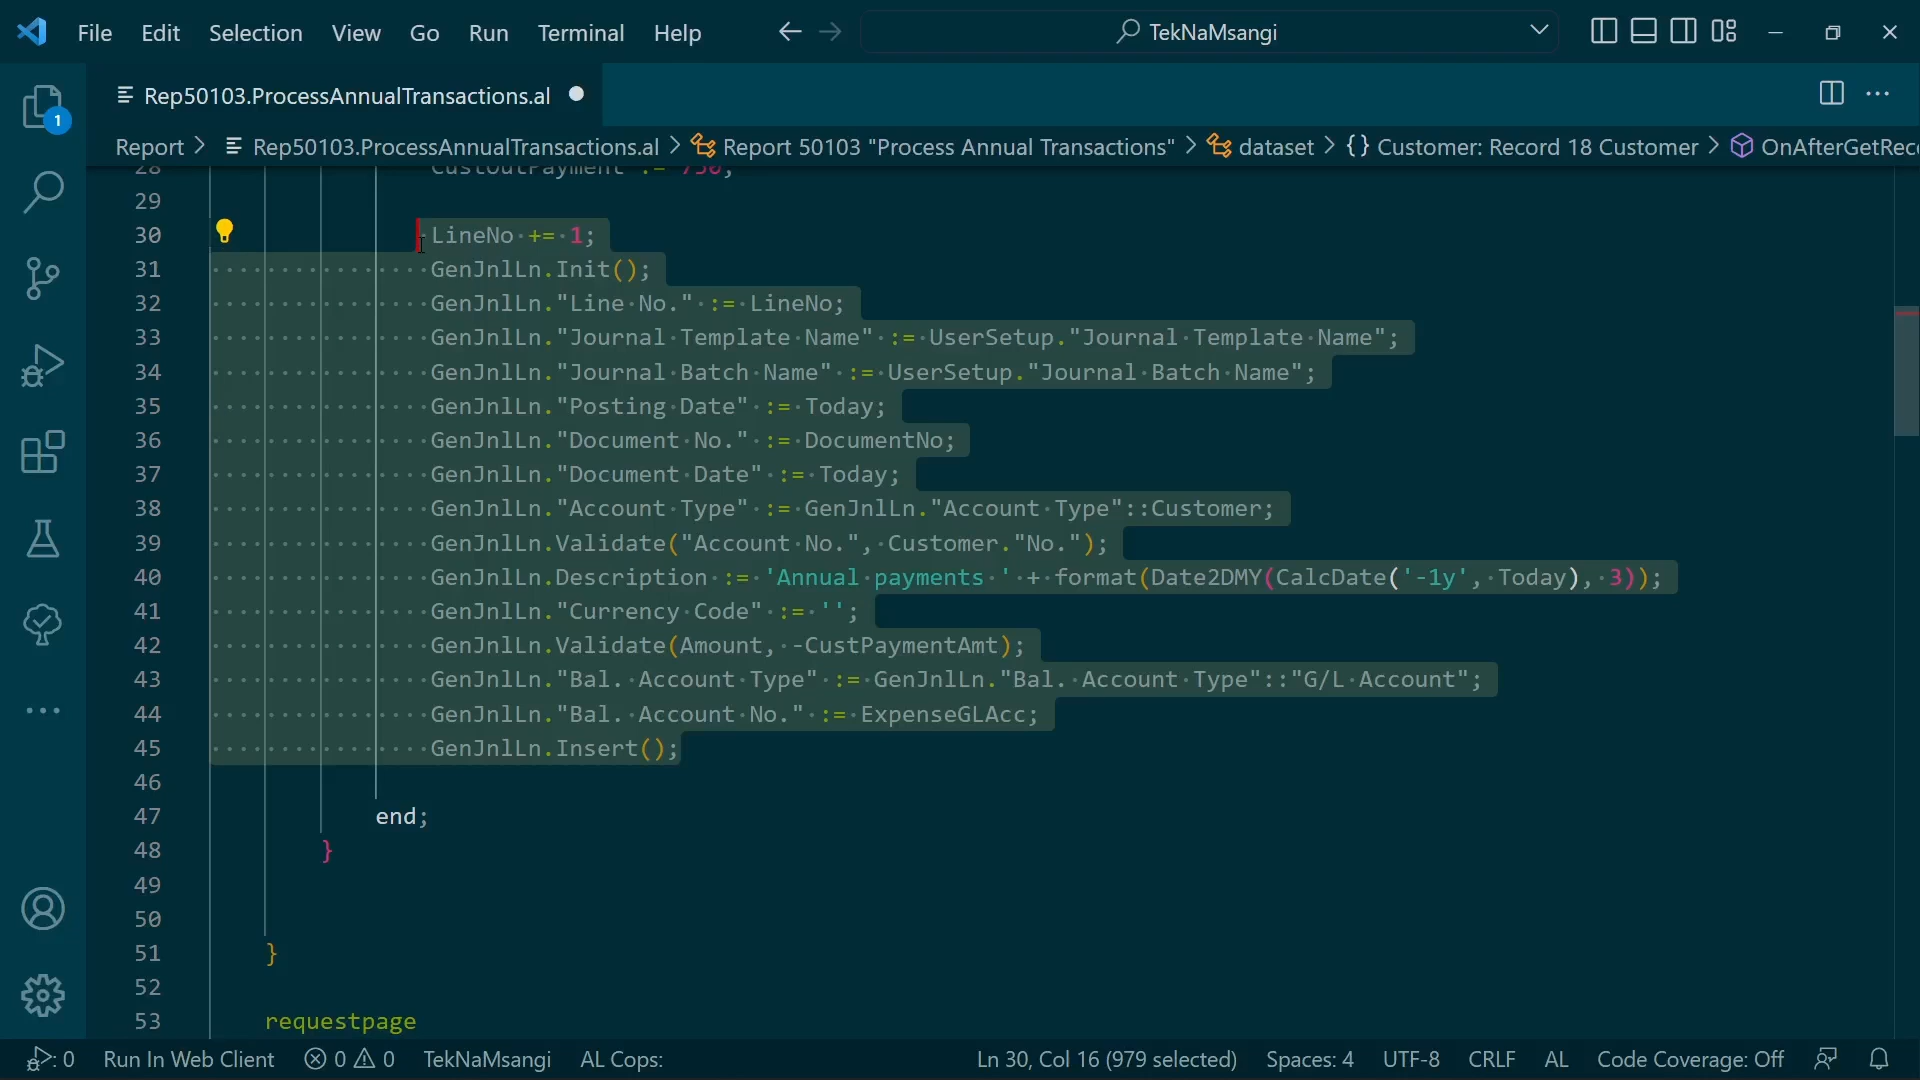 File Edit Selection View Go Run Terminal Help TekNaMsangi
Rep50103.ProcessAnnualTransactions.al
Report > Rep50103.ProcessAnnualTransactions.al > Report 50103 "Process Annual Transactions" > dataset > {} Customer: Record 18 Customer > OnAfterGetRec
28 CustOutPayment := 750;
29
30 LineNo += 1;
31 GenJnlLn.Init();
32 GenJnlLn."Line No." := LineNo;
33 GenJnlLn."Journal Template Name" := UserSetup."Journal Template Name";
34 GenJnlLn."Journal Batch Name" := UserSetup."Journal Batch Name";
35 GenJnlLn."Posting Date" := Today;
36 GenJnlLn."Document No." := DocumentNo;
37 GenJnlLn."Document Date" := Today;
38 GenJnlLn."Account Type" := GenJnlLn."Account Type"::Customer;
39 GenJnlLn.Validate("Account No.", Customer."No.");
40 GenJnlLn.Description := 'Annual payments ' + format(Date2DMY(CalcDate('-1y', Today), 3));
41 GenJnlLn."Currency Code" := '';
42 GenJnlLn.Validate(Amount, -CustPaymentAmt);
43 GenJnlLn."Bal. Account Type" := GenJnlLn."Bal. Account Type"::"G/L Account";
44 GenJnlLn."Bal. Account No." := ExpenseGLAcc;
45 GenJnlLn.Insert();
46
47 end;
48 }
49
50
51 }
52
53 requestpage
1
: 0 Run In Web Client 0 0 TekNaMsangi AL Cops: Ln 30, Col 16 (979 selected) Spaces: 4 UTF-8 CRLF AL Code Coverage: Off